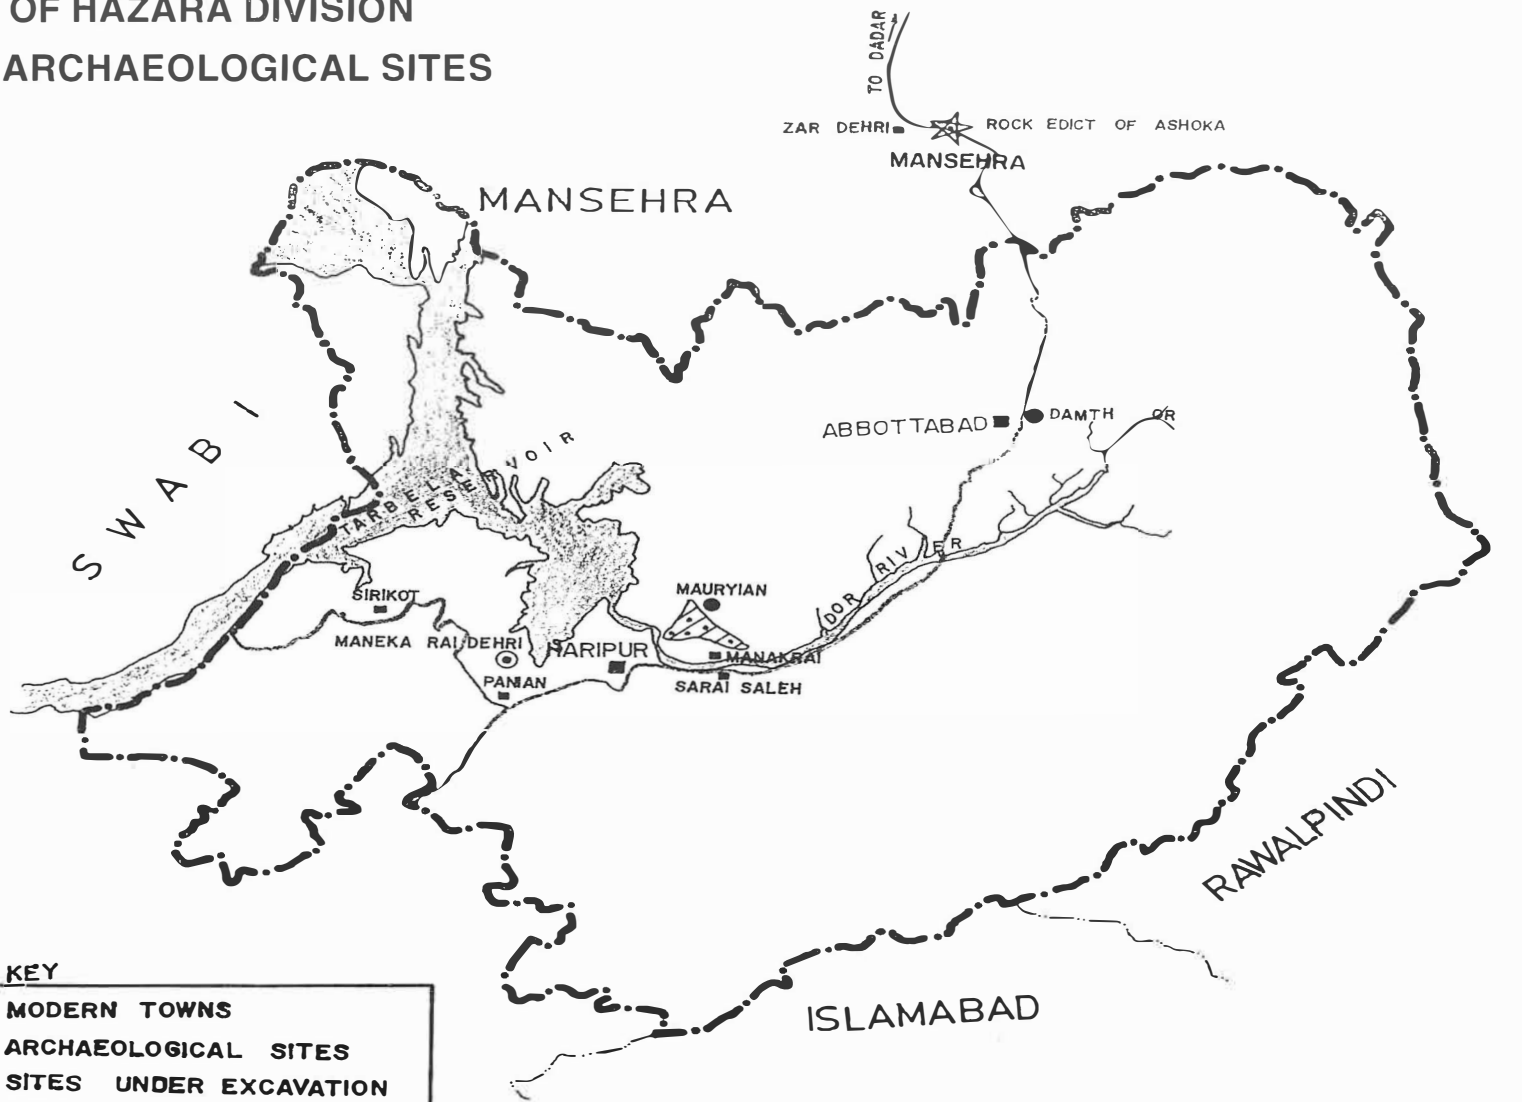 OF HAZARA DIVISION
ARCHAEOLOGICAL SITES
TO DADAR
ZAR DEHRI
ROCK EDICT OF ASHOKA
MANSEHRA
MANSEHRA
SWABI
ABBOTTABAD
DAMTH OR
TARBELA
RESERVOIR
DOR RIVER
SIRIKOT
MAURYIAN
MANEKA RAI DEHRI
HARIPUR
MANAKRAI
PANIAN
SARAI SALEH
RAWALPINDI
ISLAMABAD
KEY
MODERN TOWNS
ARCHAEOLOGICAL SITES
SITES UNDER EXCAVATION